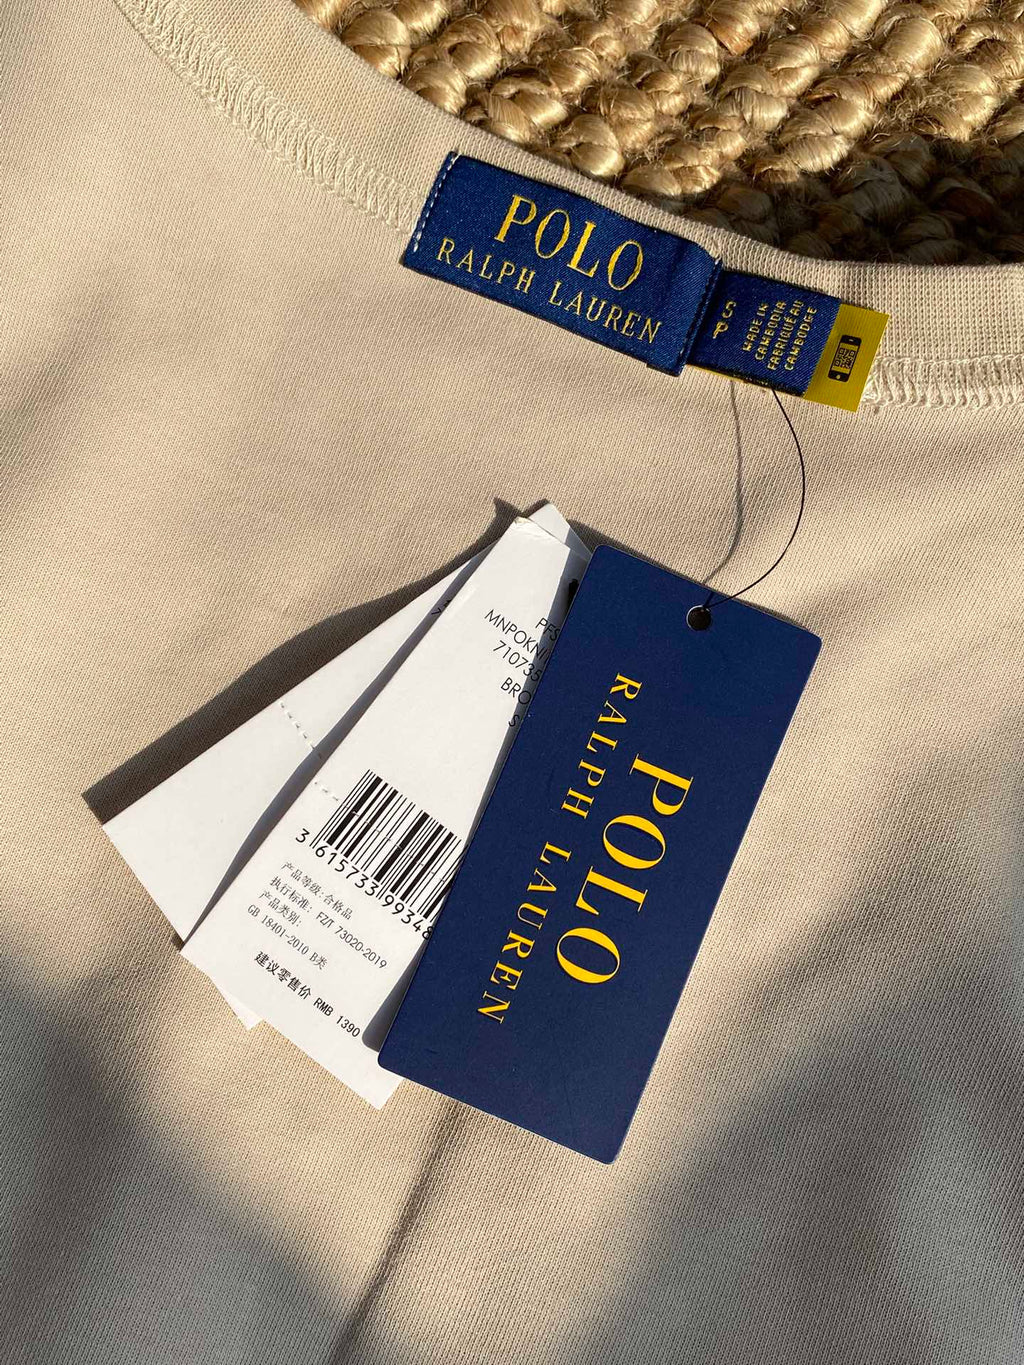 POLO
RALPH LAUREN
S
P
MADE IN
CAMBODIA
FABRIQUÉ AU
CAMBODGE
MNPOKNI
3 615733 99348
产品等级:合格品
执行标准: FZ/T 73020-2019
产品类别:
GB 18401-2010 B类
建议零售价 RMB 1390
POLO
RALPH LAUREN